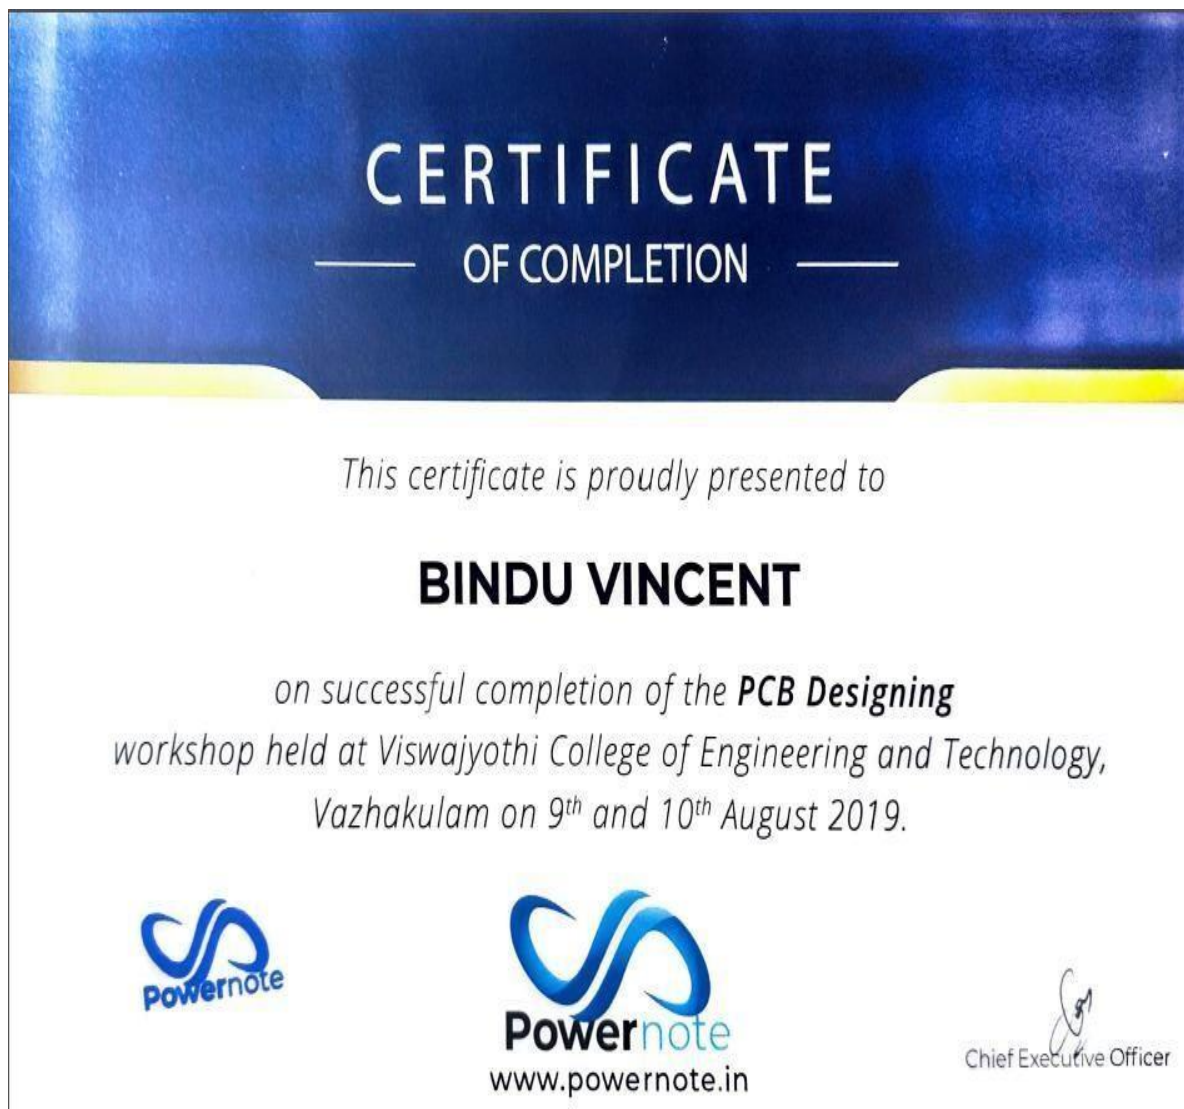 CERTIFICATE
OF COMPLETION
This certificate is proudly presented to
BINDU VINCENT
on successful completion of the PCB Designing
workshop held at Viswajyothi College of Engineering and Technology,
Vazhakulam on 9th and 10th August 2019.
Powernote
Powernote
www.powernote.in
Chief Executive Officer